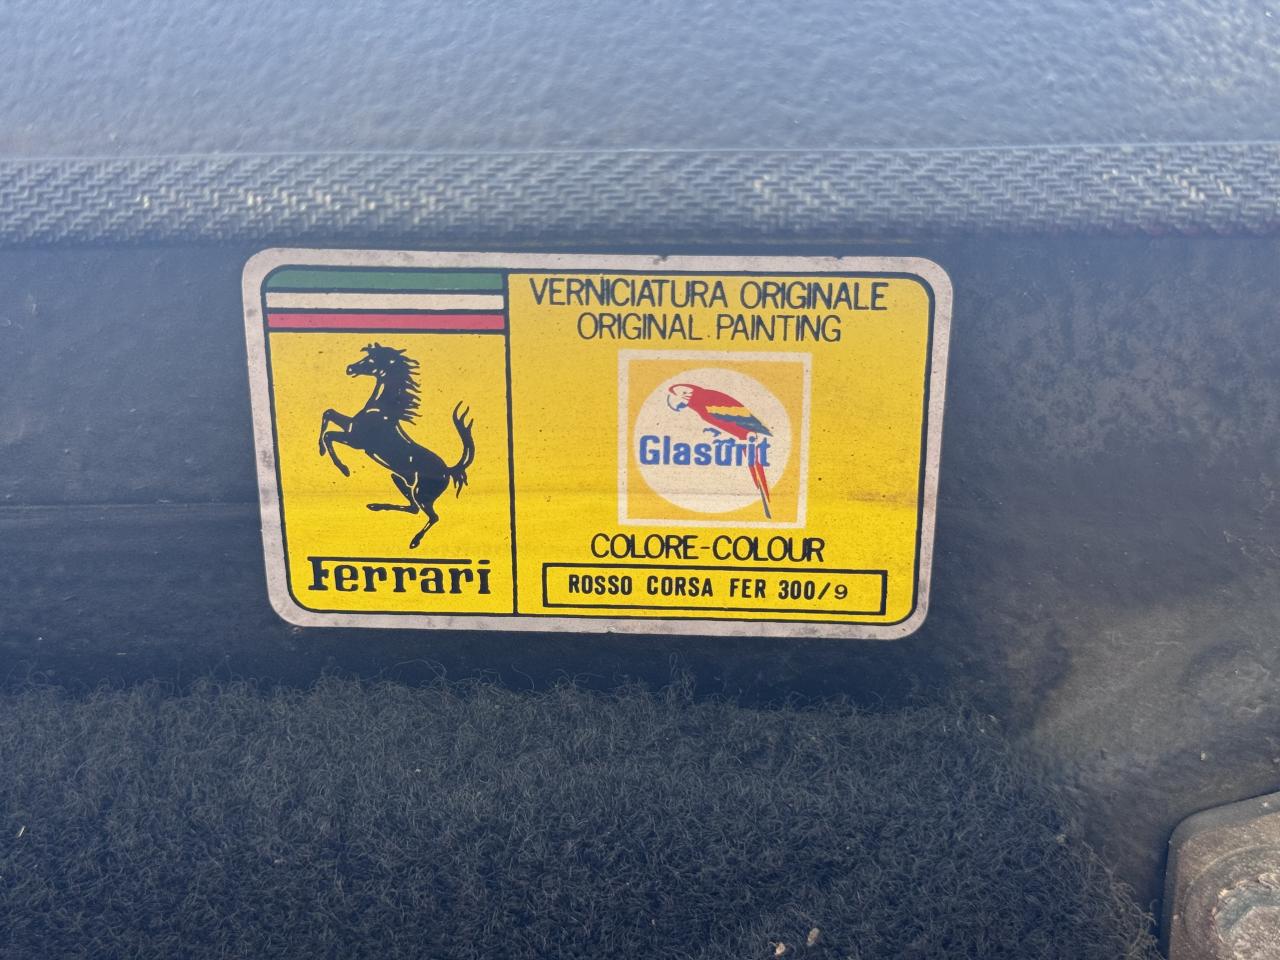 VERNICIATURA ORIGINALE
ORIGINAL PAINTING
Glasurit
COLORE-COLOUR
ROSSO CORSA FER 300/9
Ferrari